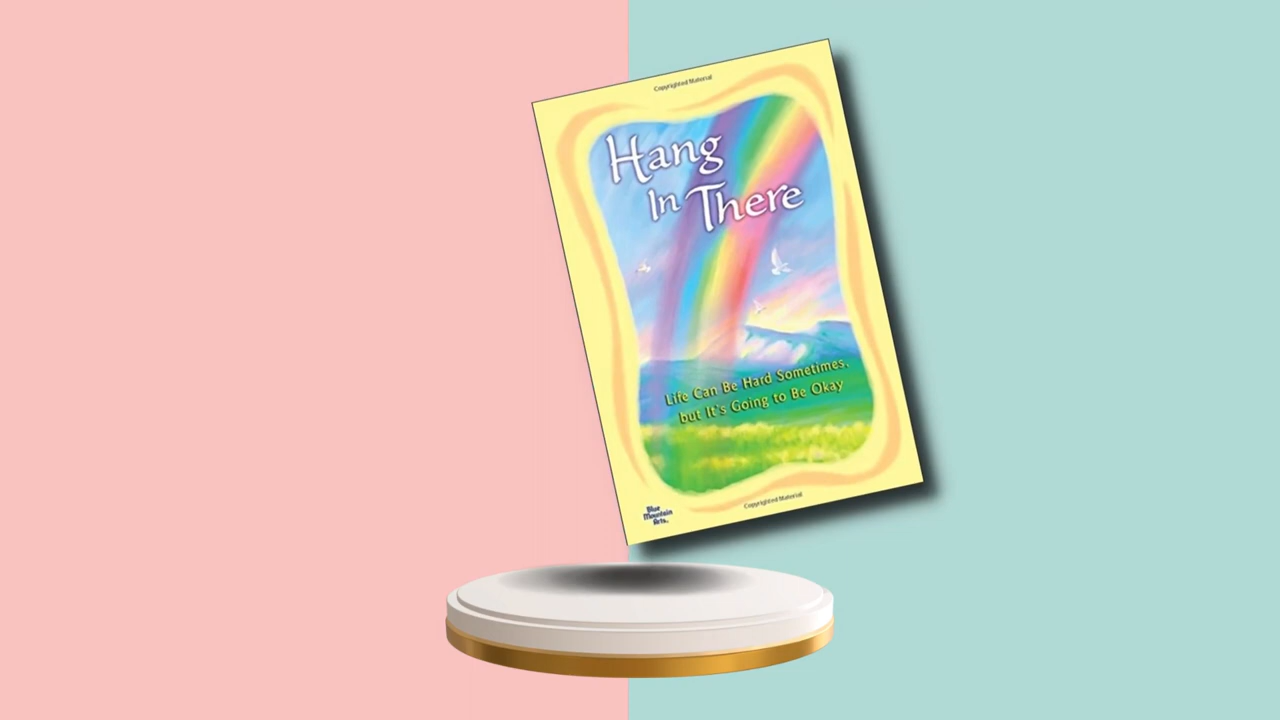 Copyrighted Material
Hang
In There
Life Can Be Hard Sometimes,
but It's Going to Be Okay
Blue
Mountain
Arts.
Copyrighted Material